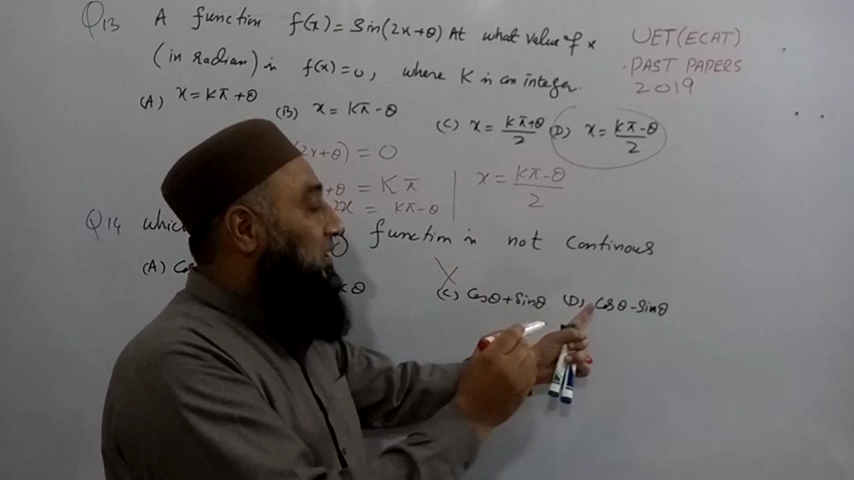 Q13 A function f(x) = Sin(2x+θ) At what value of x
(in radian) is f(x)=0, where K is an integer.
UET(ECAT)
PAST PAPERS
2019
(A) x = Kπ+θ (B) x = Kπ-θ (C) x = Kπ+θ/2 (D) x = Kπ-θ/2
(2x+θ) = 0
+θ = Kπ
2x = Kπ-θ
x = Kπ-θ/2
Q14 which function is not continous
(A) θ (C) Cosθ+Sinθ (D) Cosθ-Sinθ